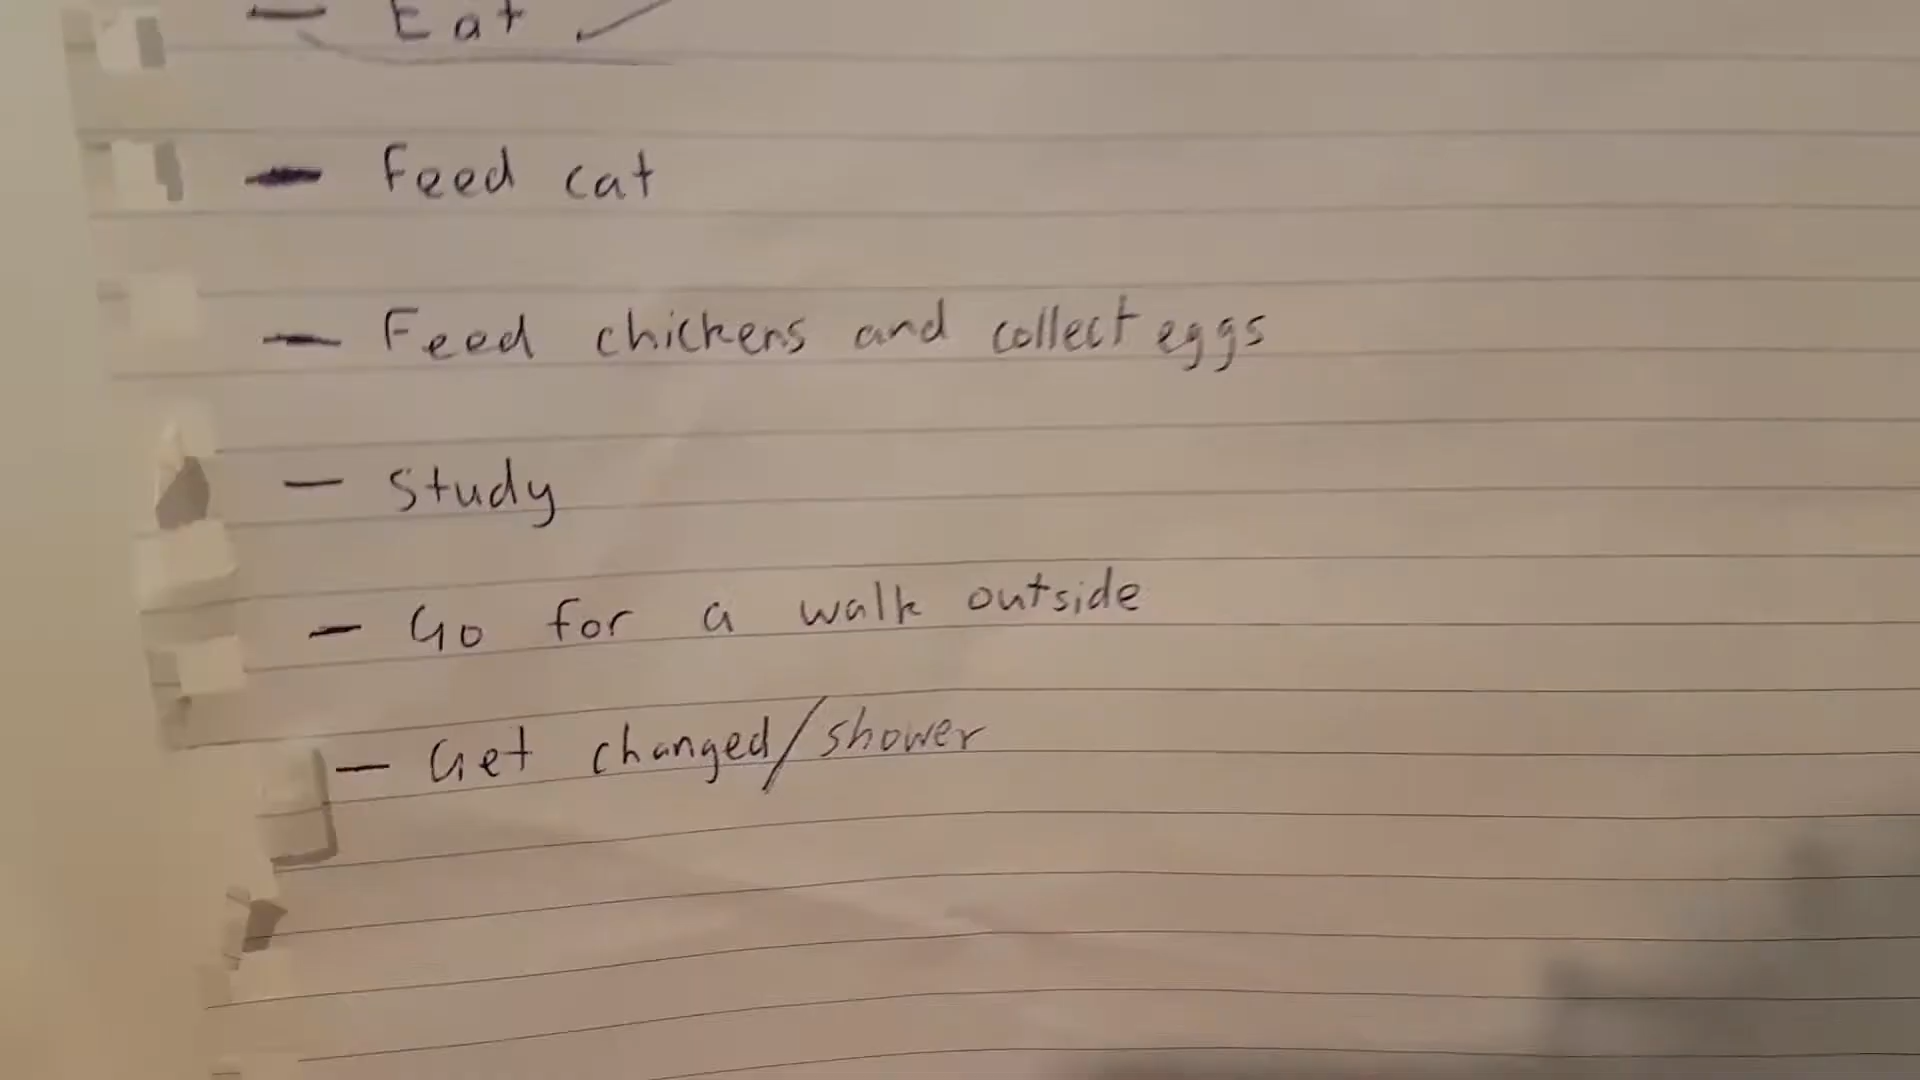 - Eat ✓
- Feed cat
- Feed chickens and collect eggs
- Study
- Go for a walk outside
- Get changed/shower